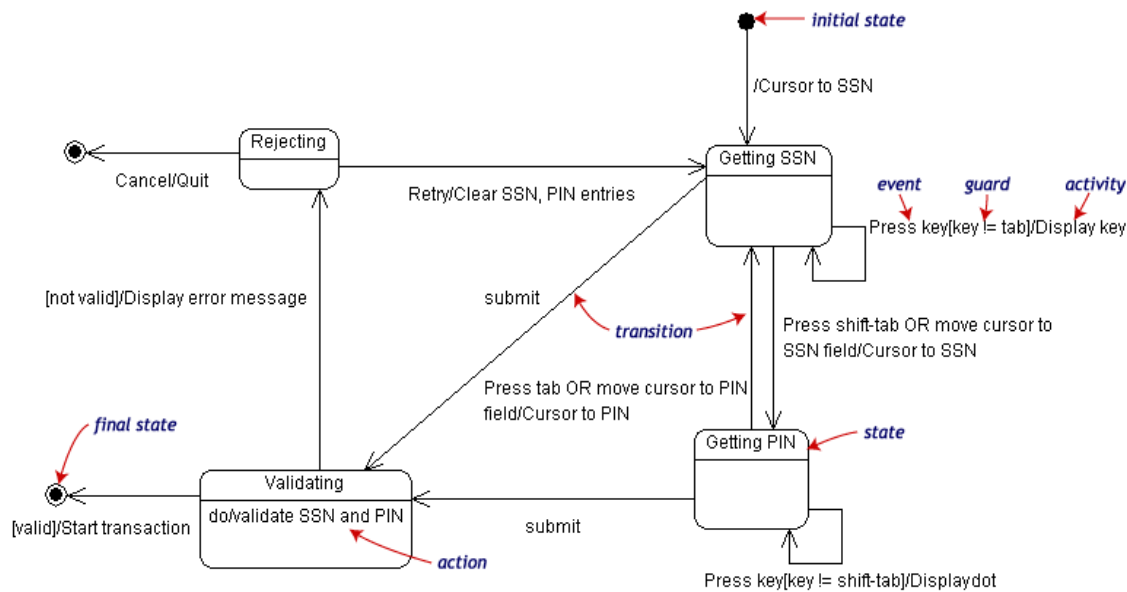 initial state
/Cursor to SSN
Rejecting
Getting SSN
Cancel/Quit
Retry/Clear SSN, PIN entries
event
guard
activity
Press key[key != tab]/Display key
[not valid]/Display error message
submit
transition
Press shift-tab OR move cursor to
SSN field/Cursor to SSN
Press tab OR move cursor to PIN
field/Cursor to PIN
final state
Getting PIN
state
Validating
do/validate SSN and PIN
[valid]/Start transaction
submit
action
Press key[key != shift-tab]/Displaydot